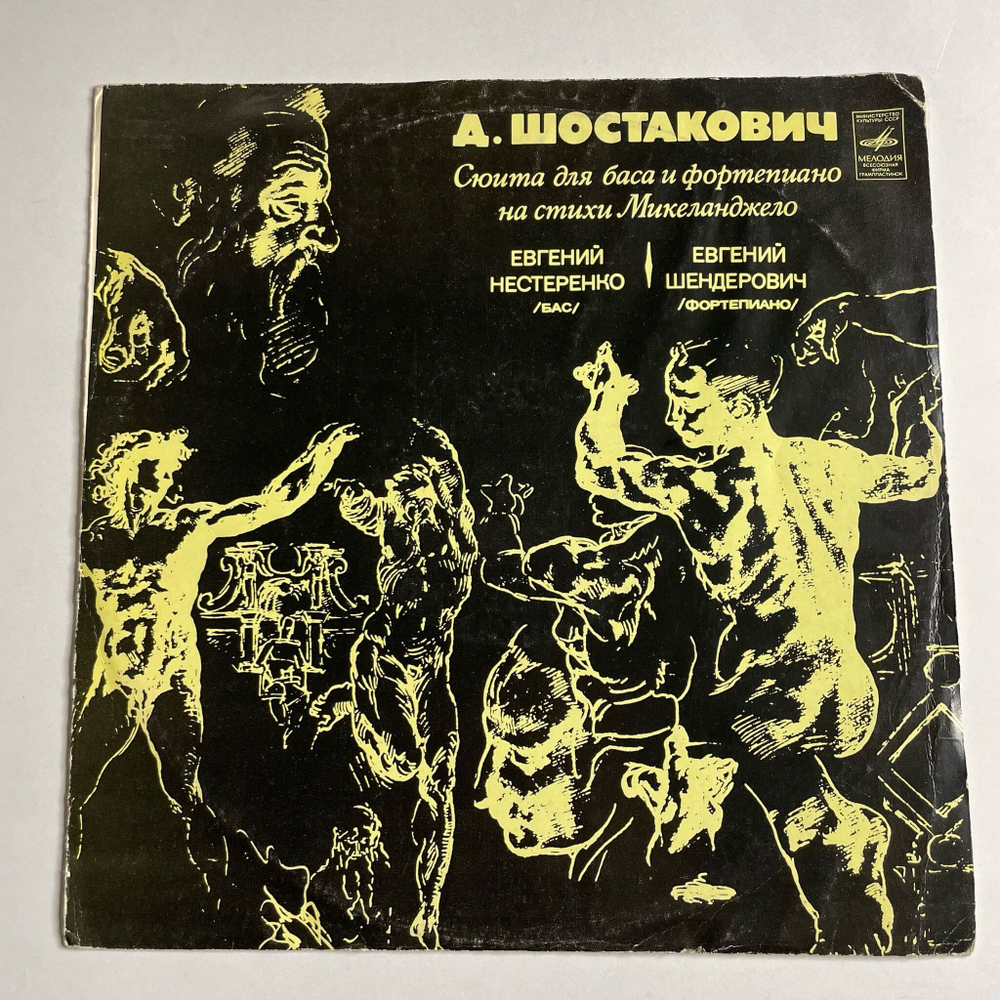 Д. ШОСТАКОВИЧ
МИНИСТЕРСТВО
КУЛЬТУРЫ СССР
МЕЛОДИЯ
ВСЕСОЮЗНАЯ
ФИРМА
ГРАМПЛАСТИНОК
Сюита для баса и фортепиано
на стихи Микеланджело
ЕВГЕНИЙ
НЕСТЕРЕНКО
/БАС/
ЕВГЕНИЙ
ШЕНДЕРОВИЧ
/ФОРТЕПИАНО/